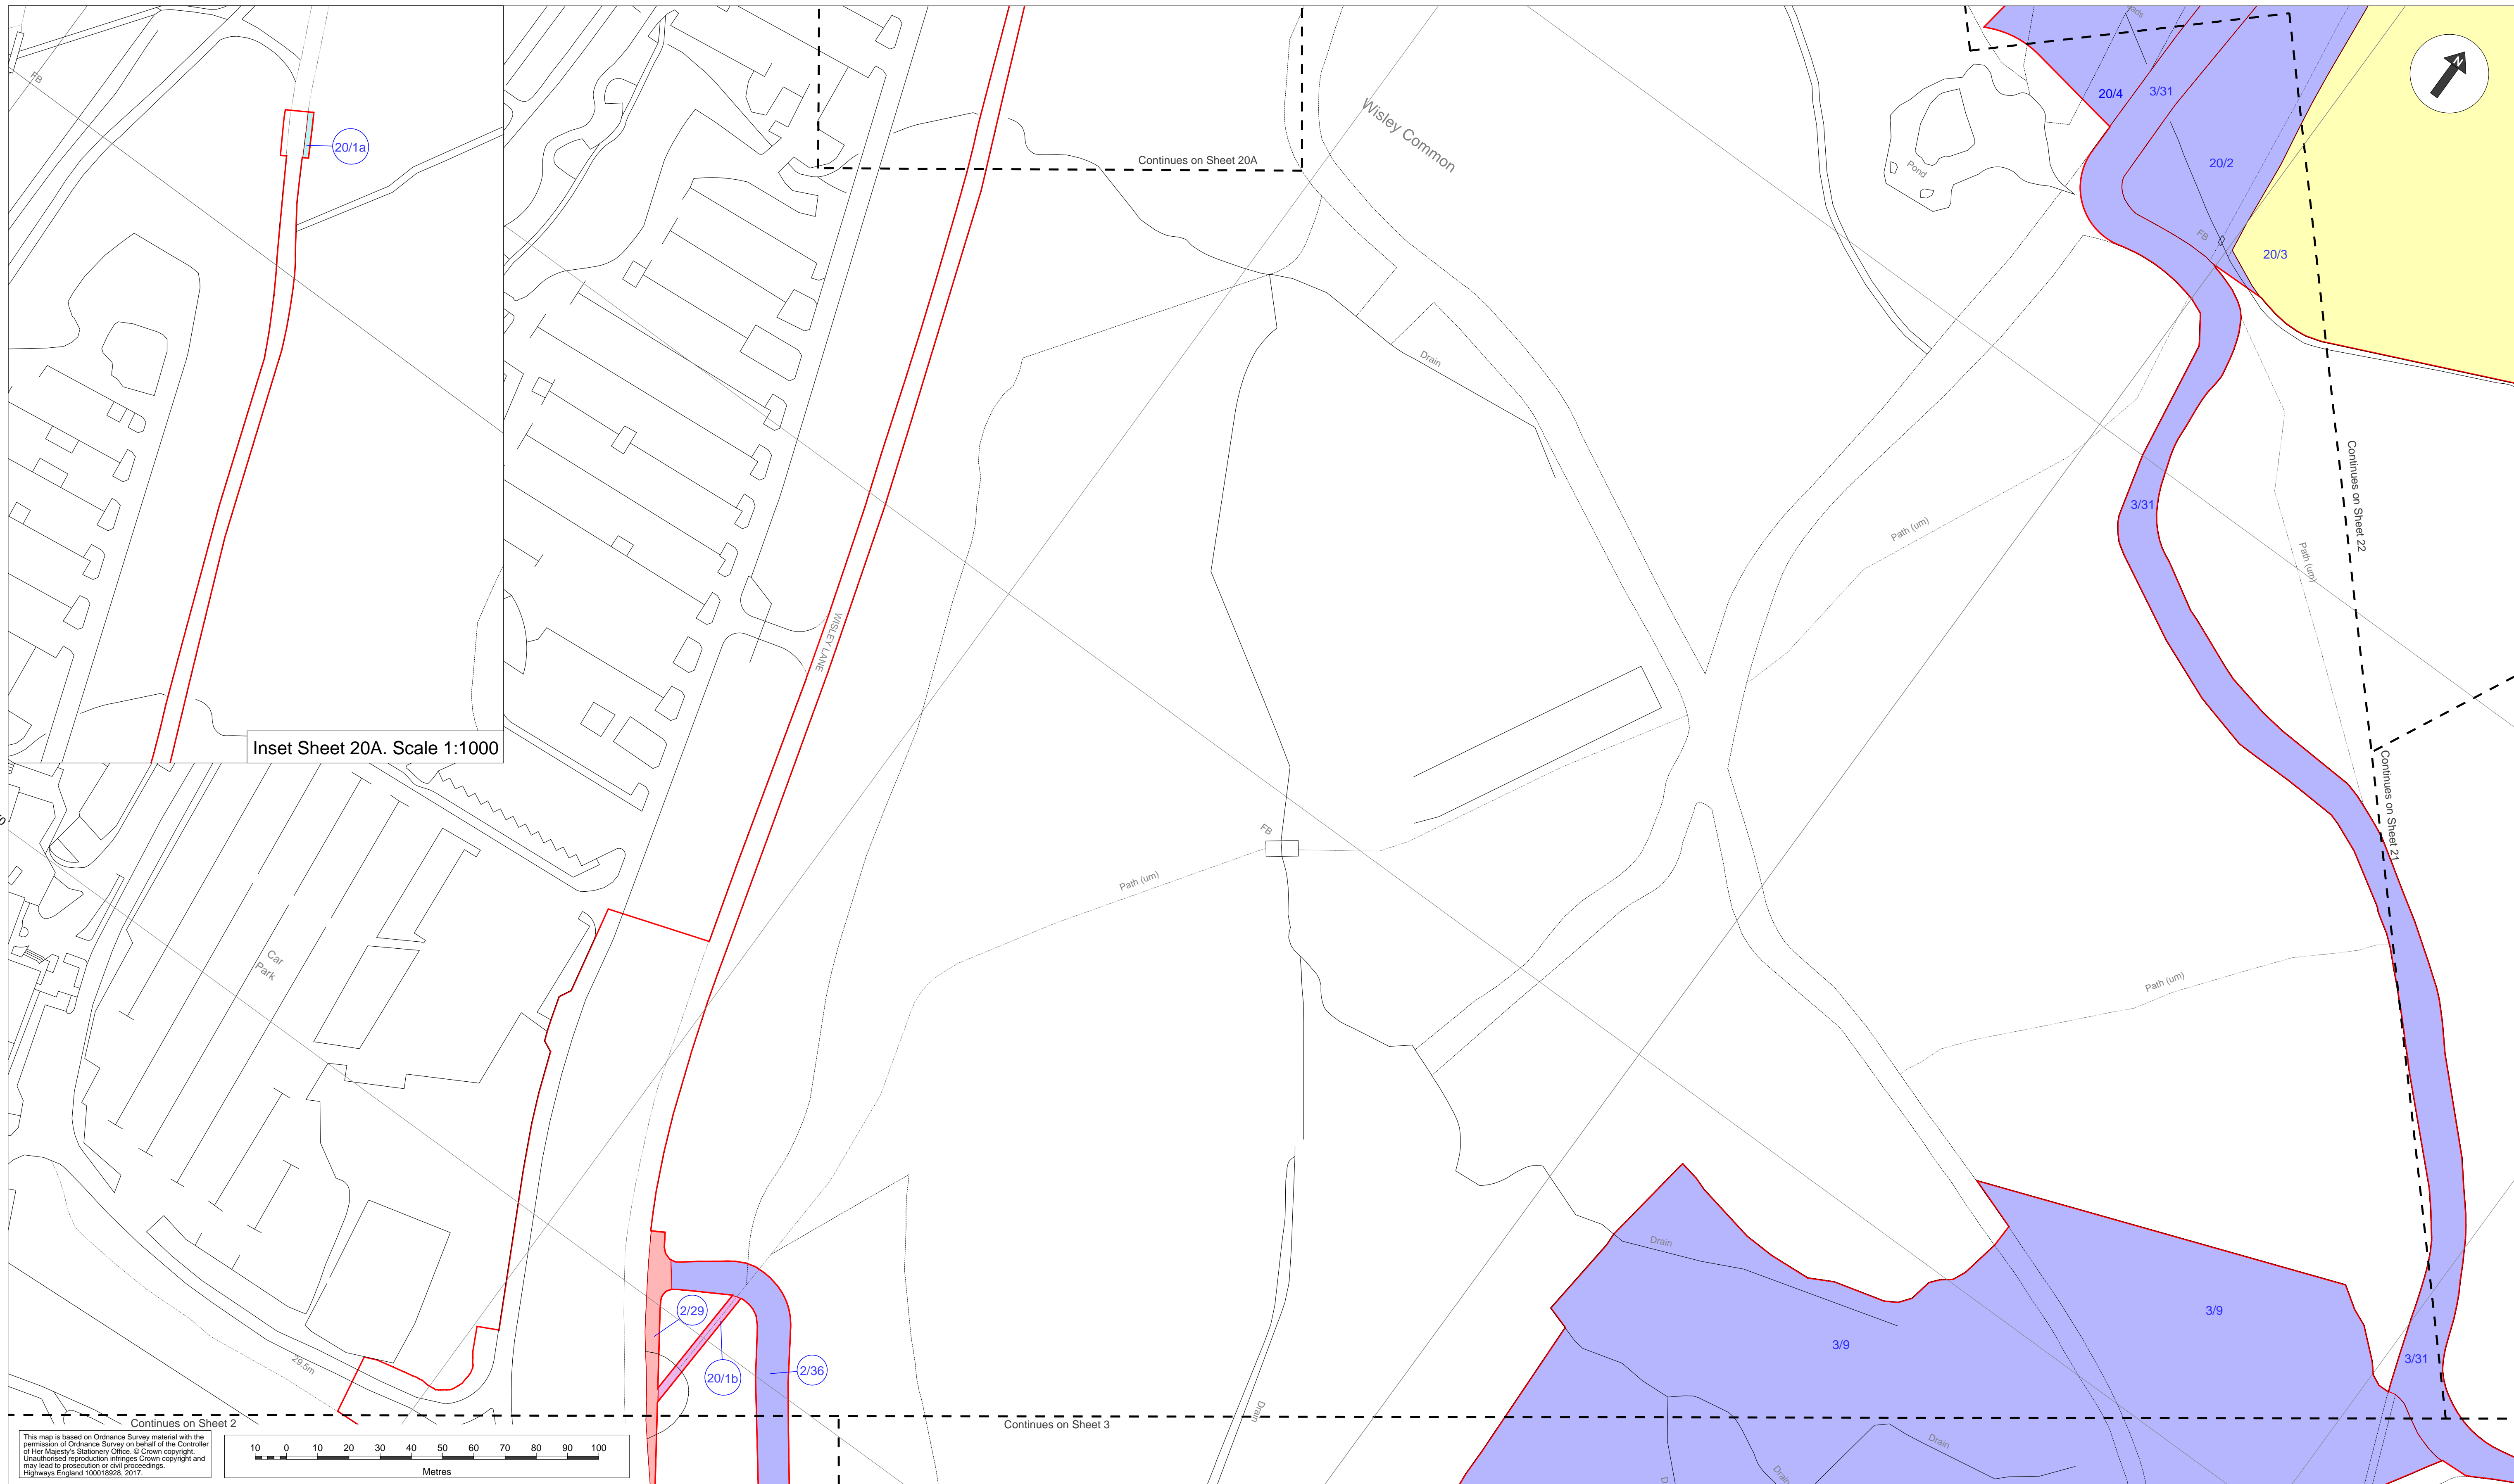 FB
20/1a
Inset Sheet 20A. Scale 1:1000
Continues on Sheet 20A
Wisley Common
Pond
20/4
3/31
20/2
FB
20/3
N
Drain
WISLEY LANE
3/31
Path (um)
Continues on Sheet 22
Path (um)
Continues on Sheet 21
FB
Path (um)
Car
Park
Path (um)
Drain
3/9
3/9
3/31
2/29
20/1b
2/36
29.5m
Drain
Drain
Drain
D
Continues on Sheet 2
Continues on Sheet 3
This map is based on Ordnance Survey material with the
permission of Ordnance Survey on behalf of the Controller
of Her Majesty's Stationery Office. © Crown copyright.
Unauthorised reproduction infringes Crown copyright and
may lead to prosecution or civil proceedings.
Highways England 100018928, 2017.
10 0 10 20 30 40 50 60 70 80 90 100
Metres